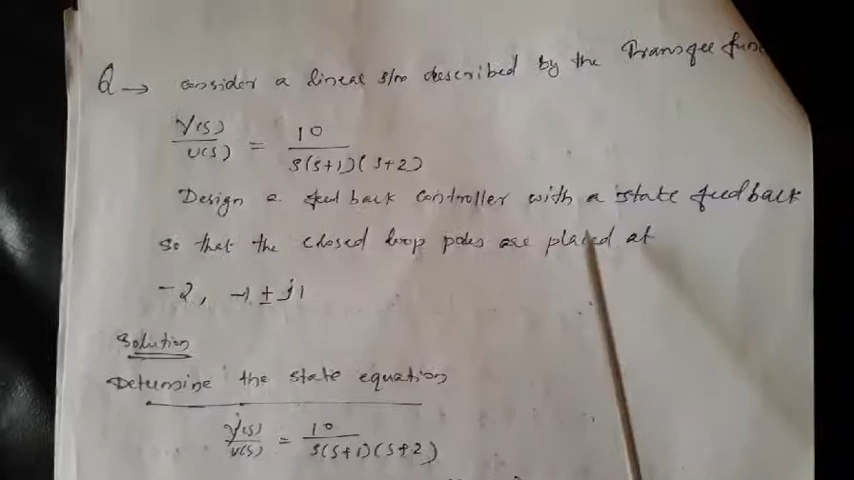 Q → consider a linear s/m described by the Transfer func
Y(s)/U(s) = 10/s(s+1)(s+2)
Design a feed back controller with a state feedback
so that the closed loop poles are placed at
-2, -1 ± j1
Solution
Determine the state equation
Y(s)/U(s) = 10/s(s+1)(s+2)